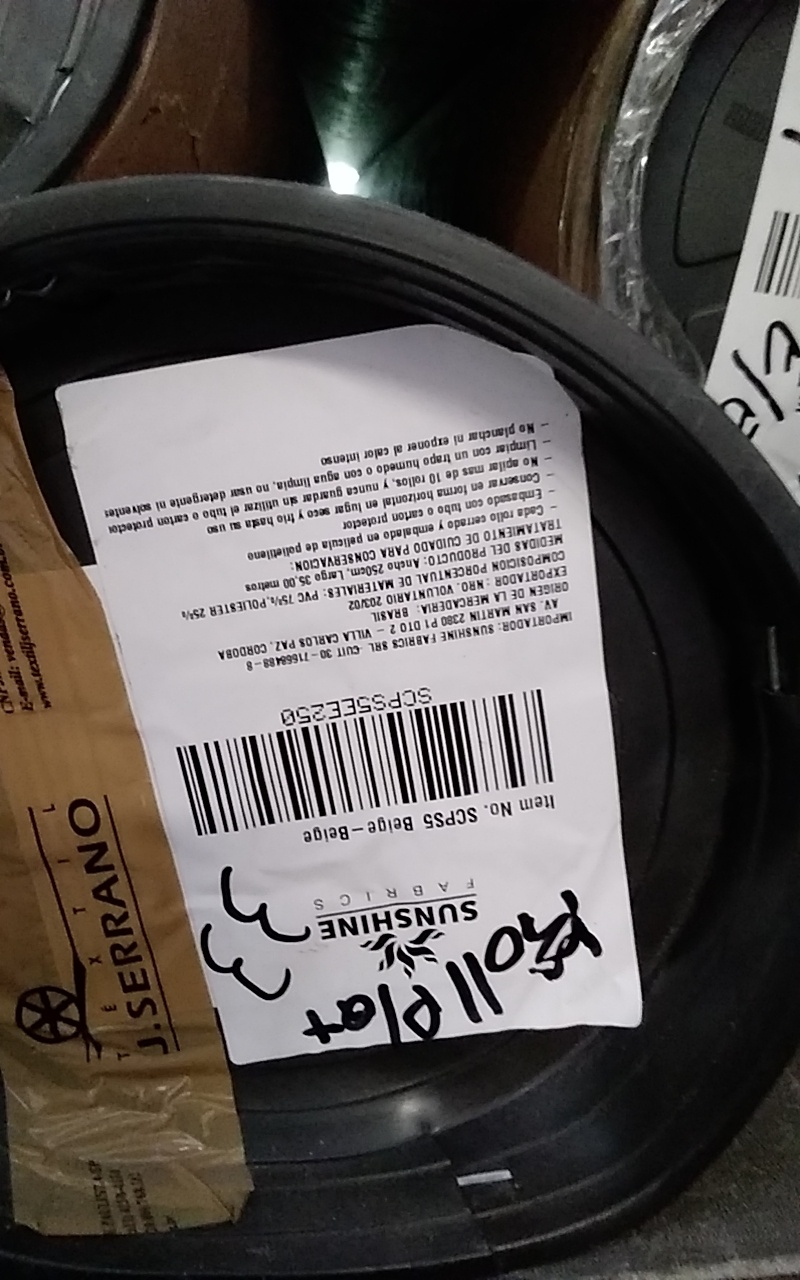 Roll Plat
33
SUNSHINE
FABRICS
Item No. SCPS5 Beige-Beige
SCPS5EE250
IMPORTADOR: SUNSHINE FABRICS SRL - CUIT 30-71668488-8
AV. SAN MARTIN 2380 P1 DTO 2 - VILLA CARLOS PAZ, CORDOBA
ORIGEN DE LA MERCADERIA: BRASIL
EXPORTADOR: NRO. VOLUNTARIO 203/02
COMPOSICION PORCENTUAL DE MATERIALES: PVC 75%, POLIESTER 25%
MEDIDAS DEL PRODUCTO: Ancho 250cm, Largo 35,00 metros
TRATAMIENTO DE CUIDADO PARA CONSERVACION:
- Cada rollo cerrado y embalado en pelicula de polietileno
- Embasado con tubo o carton protector
- Conservar en forma horizontal en lugar seco y frio hasta su uso
- No apilar mas de 10 rollos, y nunca guardar sin utilizar el tubo o carton protector
- Limpiar con un trapo humedo o con agua limpia, no usar detergente ni solventes
- No planchar ni exponer al calor intenso
TÊXTIL
J.SERRANO
www.textiljserrano.com.br